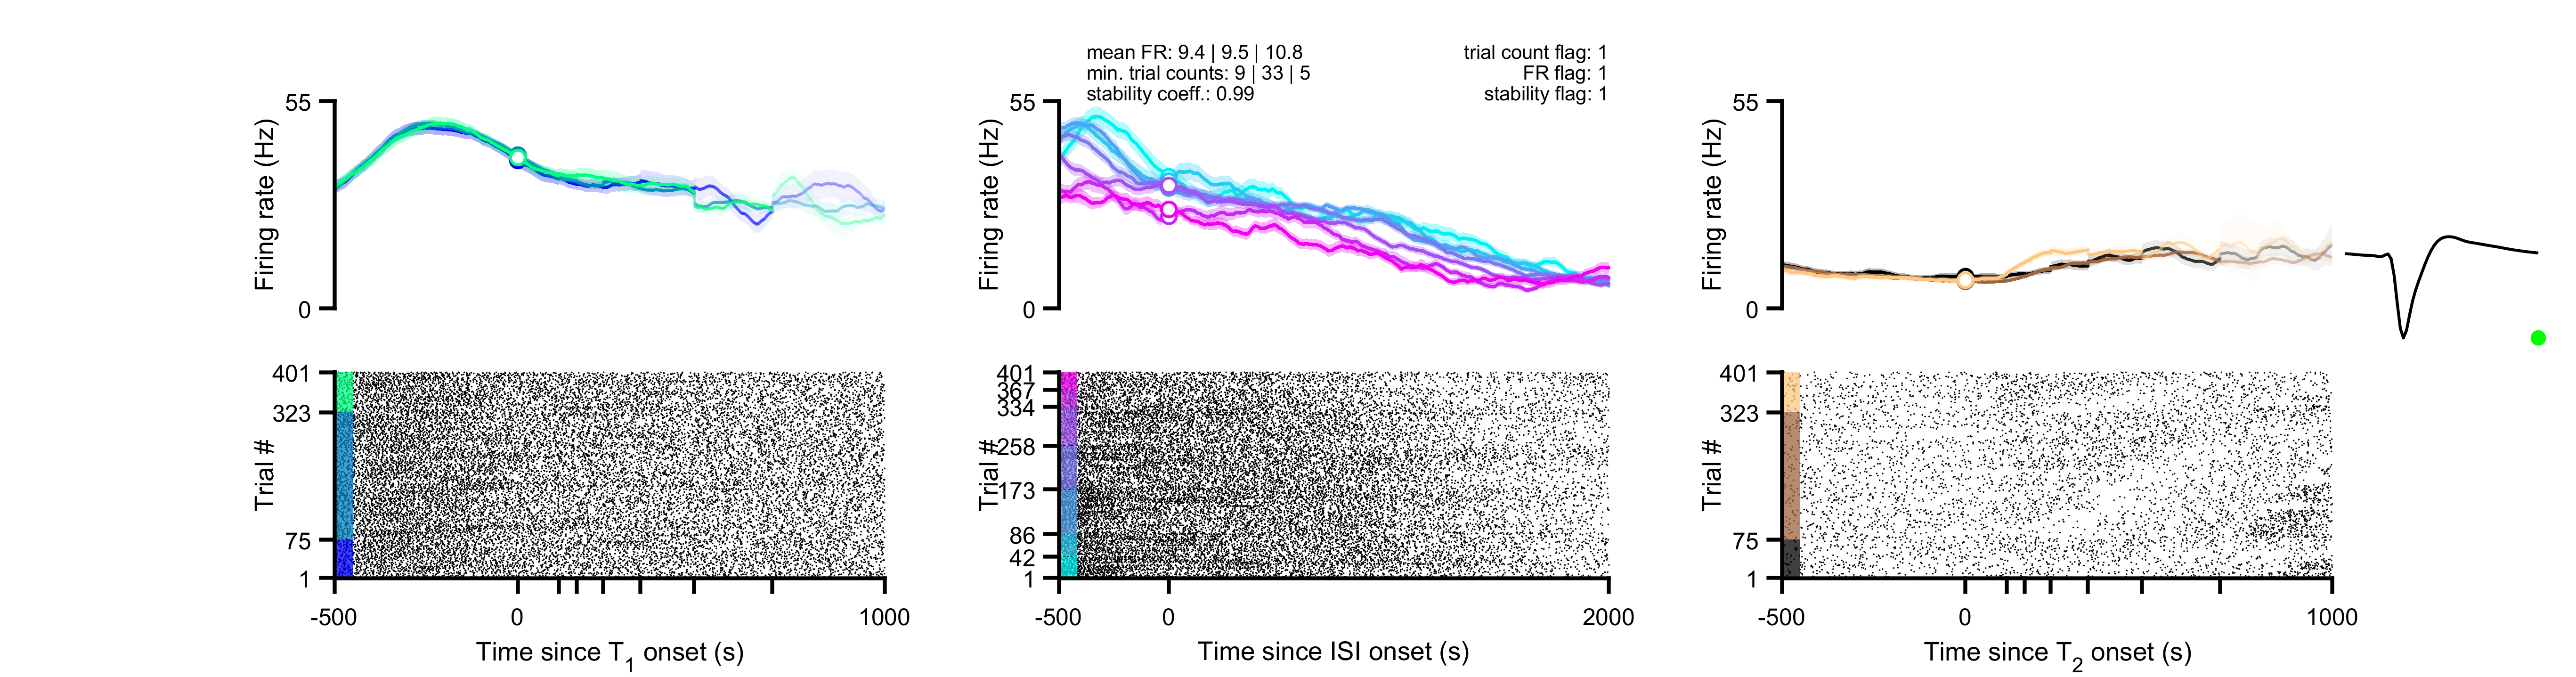 mean FR: 9.4 | 9.5 | 10.8
min. trial counts: 9 | 33 | 5
stability coeff.: 0.99
trial count flag: 1
FR flag: 1
stability flag: 1
55
Firing rate (Hz)
0
401
323
Trial #
75
1
-500
0
1000
Time since T1 onset (s)
55
Firing rate (Hz)
0
401
367
334
258
Trial #
173
86
42
1
-500
0
2000
Time since ISI onset (s)
55
Firing rate (Hz)
0
401
323
Trial #
75
1
-500
0
1000
Time since T2 onset (s)